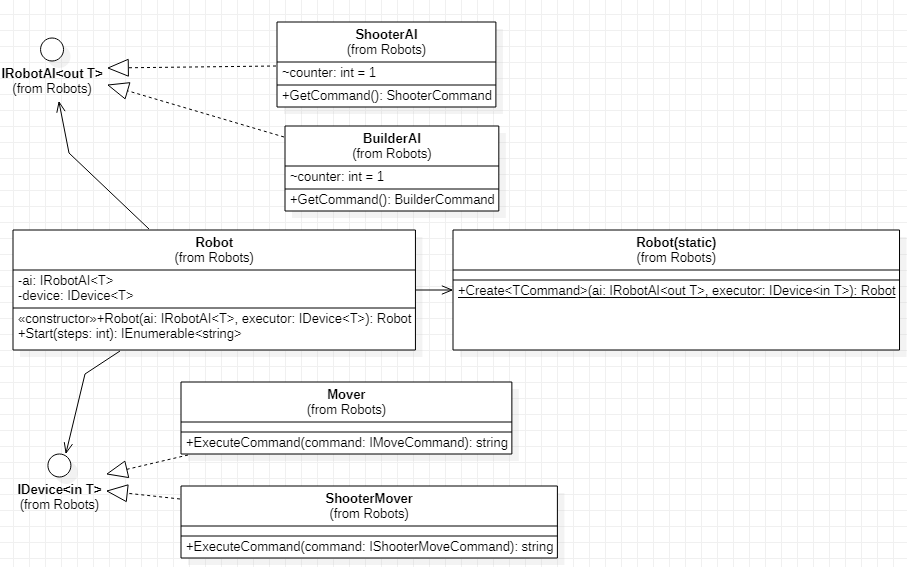 IRobotAI<out T>
(from Robots)
ShooterAI
(from Robots)
~counter: int = 1
+GetCommand(): ShooterCommand
BuilderAI
(from Robots)
~counter: int = 1
+GetCommand(): BuilderCommand
Robot
(from Robots)
-ai: IRobotAI<T>
-device: IDevice<T>
«constructor»+Robot(ai: IRobotAI<T>, executor: IDevice<T>): Robot
+Start(steps: int): IEnumerable<string>
Robot(static)
(from Robots)
+Create<TCommand>(ai: IRobotAI<out T>, executor: IDevice<in T>): Robot
Mover
(from Robots)
+ExecuteCommand(command: IMoveCommand): string
IDevice<in T>
(from Robots)
ShooterMover
(from Robots)
+ExecuteCommand(command: IShooterMoveCommand): string